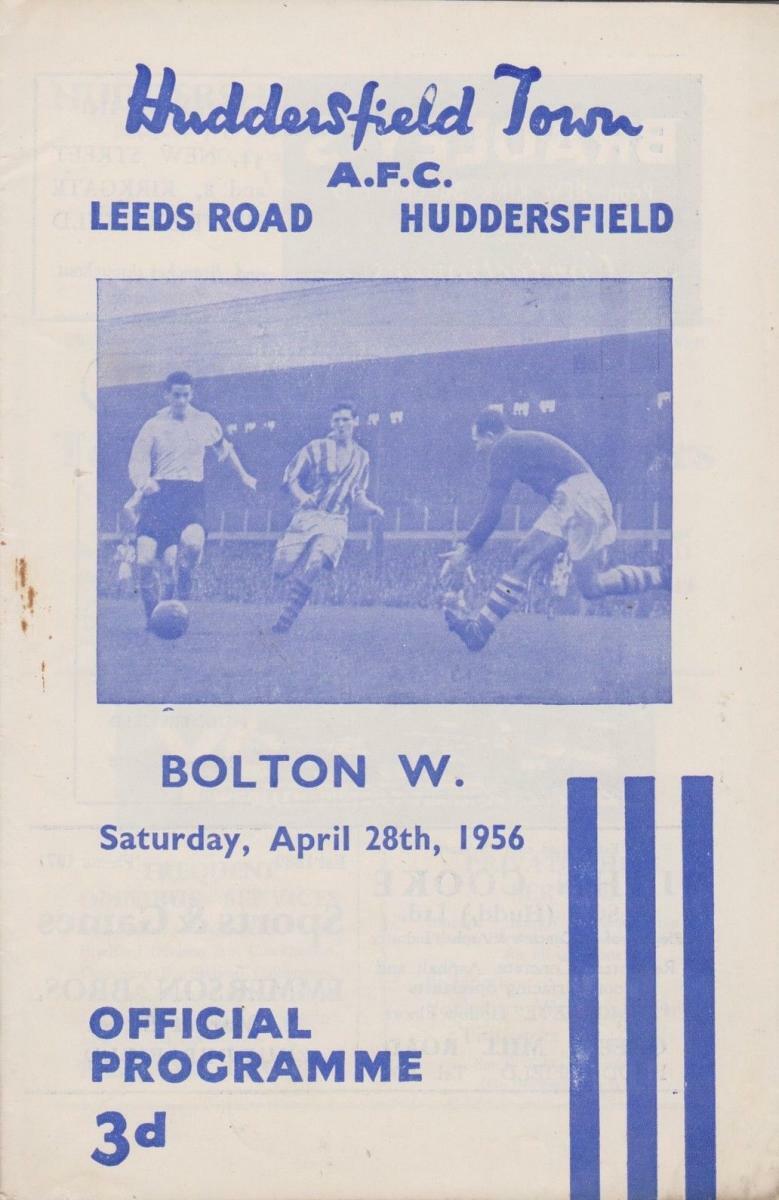 Huddersfield Town
A.F.C.
LEEDS ROAD HUDDERSFIELD
BOLTON W.
Saturday, April 28th, 1956
OFFICIAL
PROGRAMME
3d